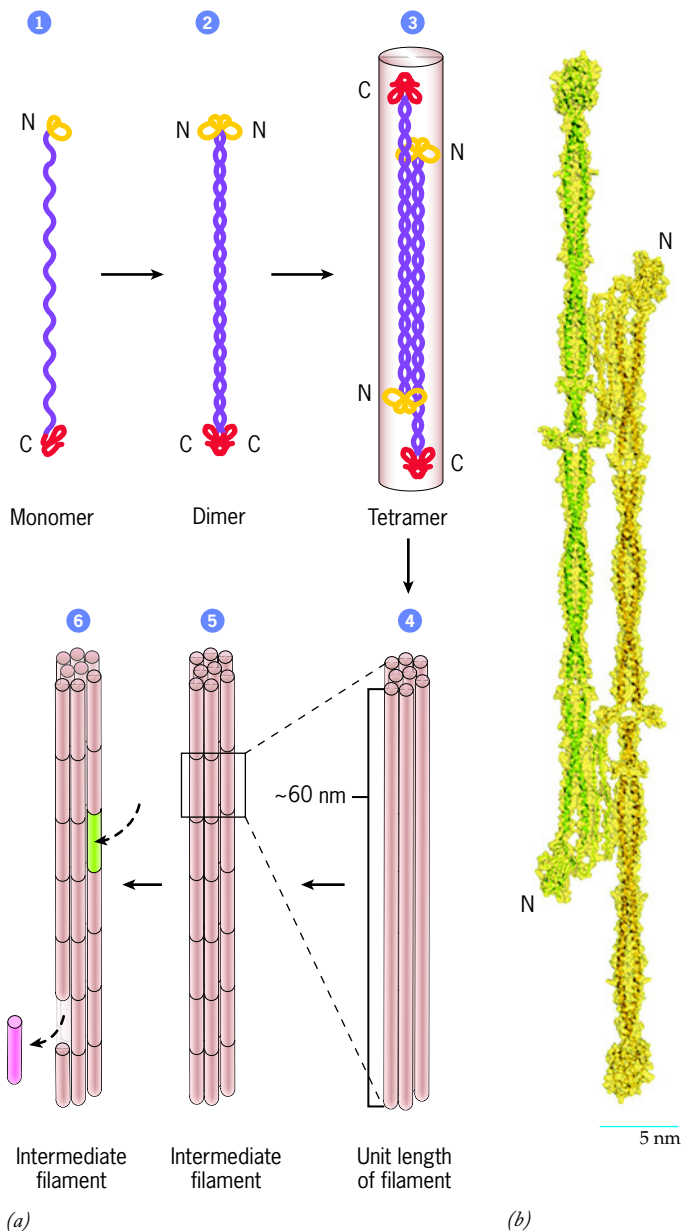 1
2
3
N
N N
C
N
N
C
C C
C
Monomer
Dimer
Tetramer
6
5
4
~60 nm
Intermediate
filament
Intermediate
filament
Unit length
of filament
(a)
N
N
5 nm
(b)